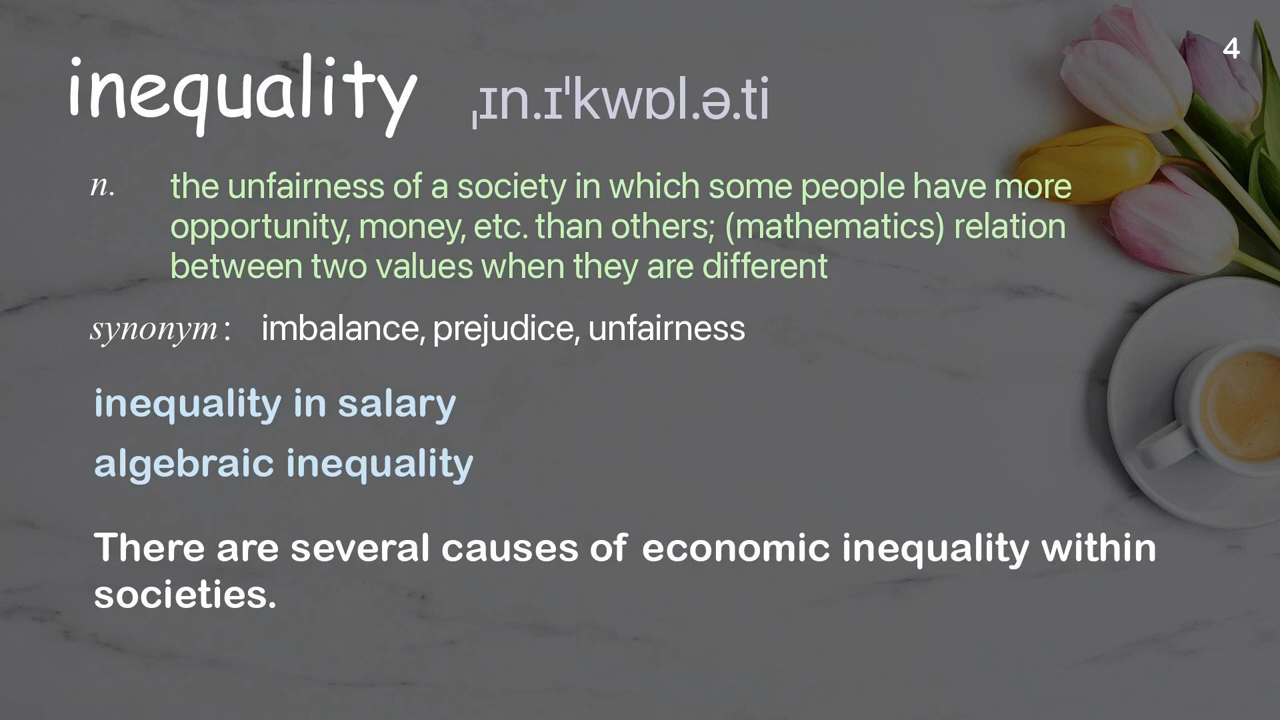 4
inequality ˌɪn.ɪˈkwɒl.ə.ti
n. the unfairness of a society in which some people have more
opportunity, money, etc. than others; (mathematics) relation
between two values when they are different
synonym: imbalance, prejudice, unfairness
inequality in salary
algebraic inequality
There are several causes of economic inequality within
societies.